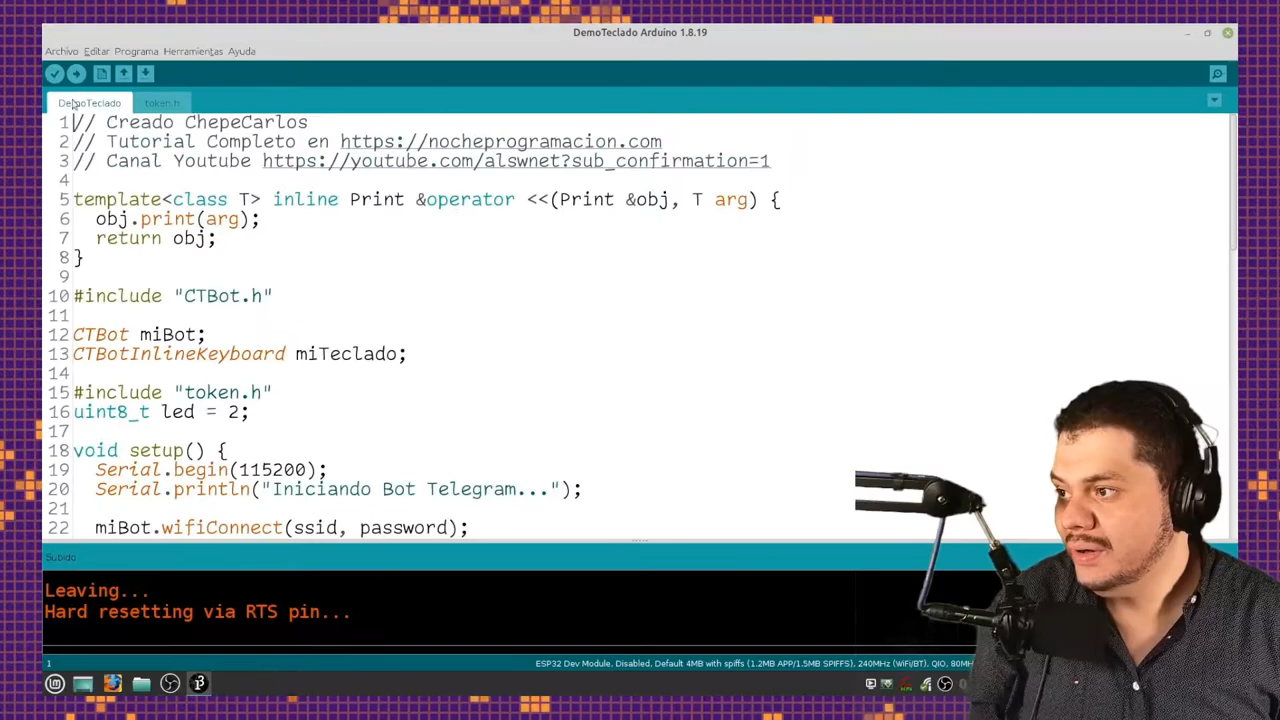 DemoTeclado Arduino 1.8.19
Archivo Editar Programa Herramientas Ayuda
DemoTeclado token.h
1 // Creado ChepeCarlos
2 // Tutorial Completo en https://nocheprogramacion.com
3 // Canal Youtube https://youtube.com/alswnet?sub_confirmation=1
4
5 template<class T> inline Print &operator <<(Print &obj, T arg) {
6 obj.print(arg);
7 return obj;
8 }
9
10 #include "CTBot.h"
11
12 CTBot miBot;
13 CTBotInlineKeyboard miTeclado;
14
15 #include "token.h"
16 uint8_t led = 2;
17
18 void setup() {
19 Serial.begin(115200);
20 Serial.println("Iniciando Bot Telegram...");
21
22 miBot.wifiConnect(ssid, password);
Subido
Leaving...
Hard resetting via RTS pin...
1 ESP32 Dev Module, Disabled, Default 4MB with spiffs (1.2MB APP/1.5MB SPIFFS), 240MHz (WiFi/BT), QIO, 80MH